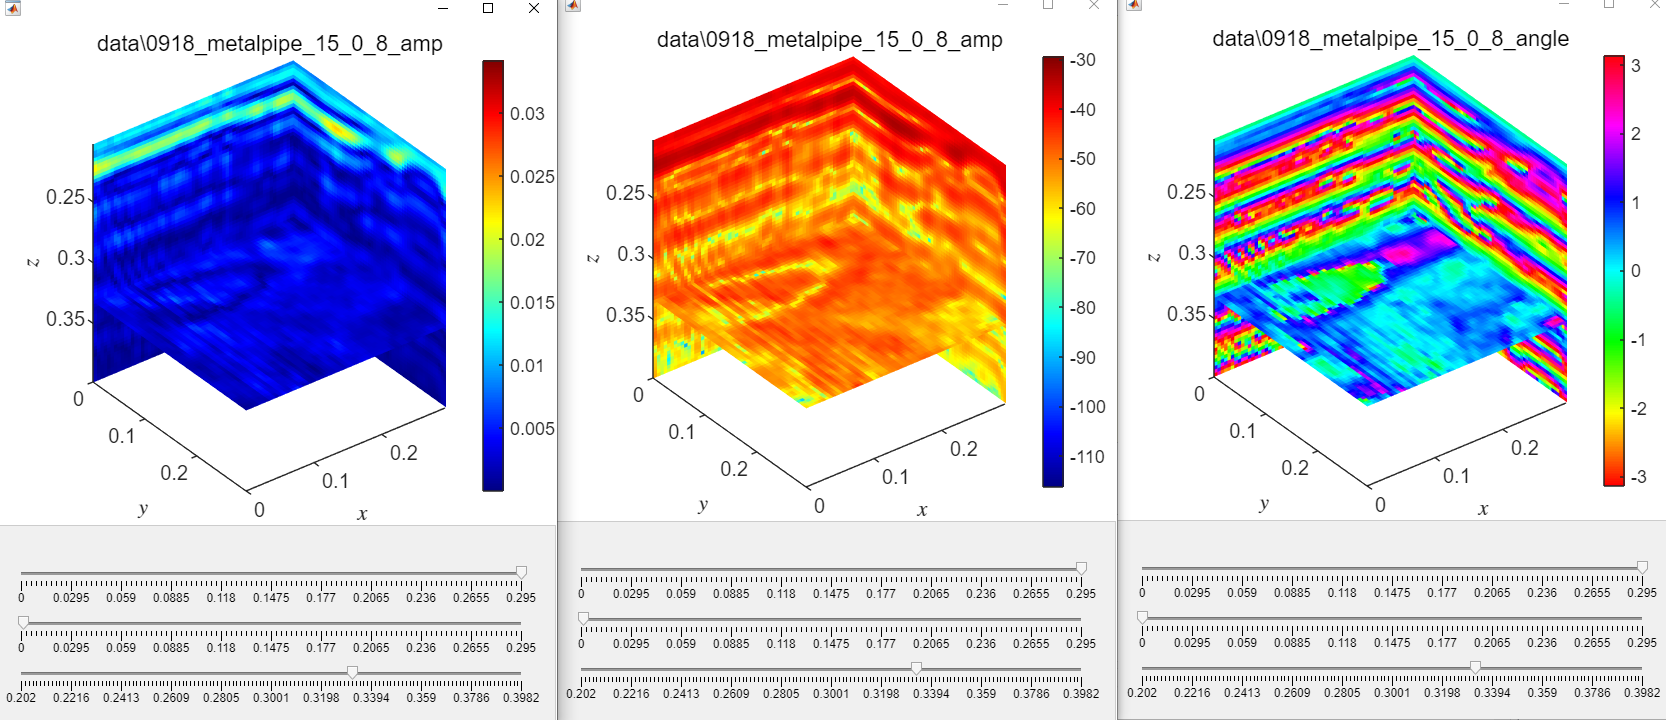 data\0918_metalpipe_15_0_8_amp
0.03
0.025
0.02
0.015
0.01
0.005
0.25
0.3
0.35
z
0
0.1
0.2
y
0
0.1
0.2
x
0 0.0295 0.059 0.0885 0.118 0.1475 0.177 0.2065 0.236 0.2655 0.295
0 0.0295 0.059 0.0885 0.118 0.1475 0.177 0.2065 0.236 0.2655 0.295
0.202 0.2216 0.2413 0.2609 0.2805 0.3001 0.3198 0.3394 0.359 0.3786 0.3982
data\0918_metalpipe_15_0_8_amp
-30
-40
-50
-60
-70
-80
-90
-100
-110
0.25
0.3
0.35
z
0
0.1
0.2
y
0
0.1
0.2
x
0 0.0295 0.059 0.0885 0.118 0.1475 0.177 0.2065 0.236 0.2655 0.295
0 0.0295 0.059 0.0885 0.118 0.1475 0.177 0.2065 0.236 0.2655 0.295
0.202 0.2216 0.2413 0.2609 0.2805 0.3001 0.3198 0.3394 0.359 0.3786 0.3982
data\0918_metalpipe_15_0_8_angle
3
2
1
0
-1
-2
-3
0.25
0.3
0.35
z
0
0.1
0.2
y
0
0.1
0.2
x
0 0.0295 0.059 0.0885 0.118 0.1475 0.177 0.2065 0.236 0.2655 0.295
0 0.0295 0.059 0.0885 0.118 0.1475 0.177 0.2065 0.236 0.2655 0.295
0.202 0.2216 0.2413 0.2609 0.2805 0.3001 0.3198 0.3394 0.359 0.3786 0.3982